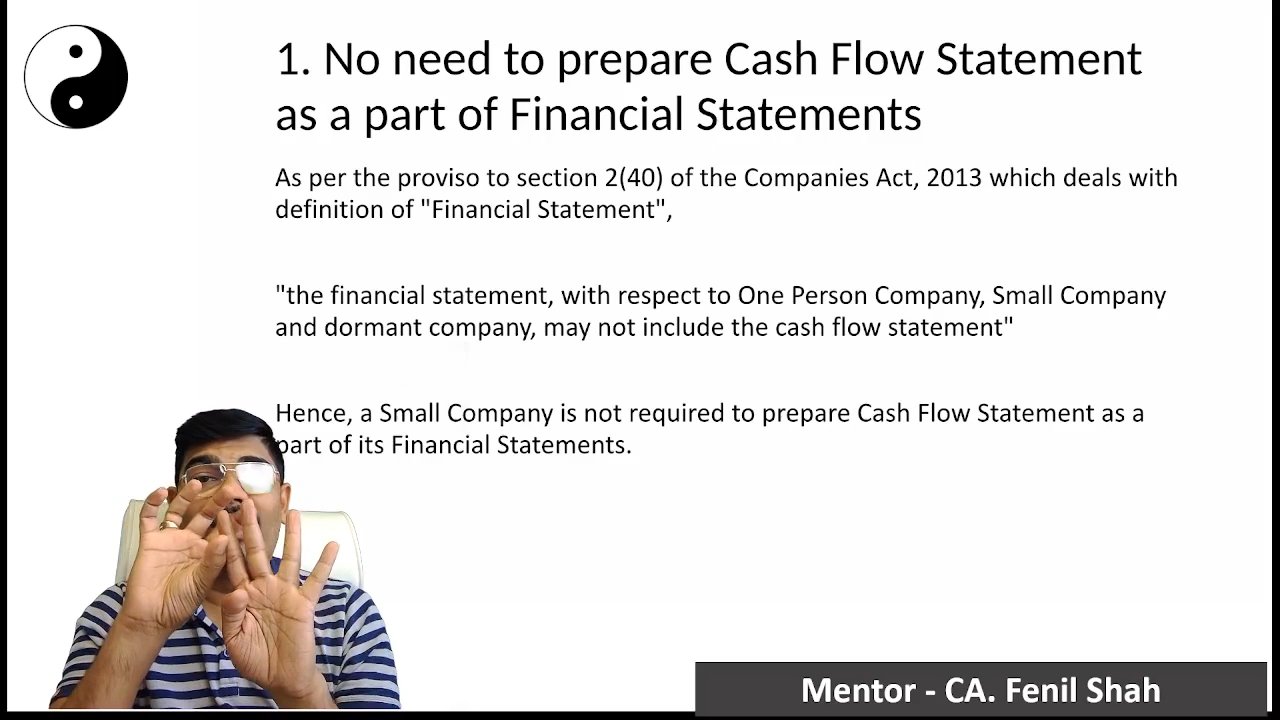 1. No need to prepare Cash Flow Statement
as a part of Financial Statements
As per the proviso to section 2(40) of the Companies Act, 2013 which deals with
definition of "Financial Statement",
"the financial statement, with respect to One Person Company, Small Company
and dormant company, may not include the cash flow statement"
Hence, a Small Company is not required to prepare Cash Flow Statement as a
part of its Financial Statements.
Mentor - CA. Fenil Shah